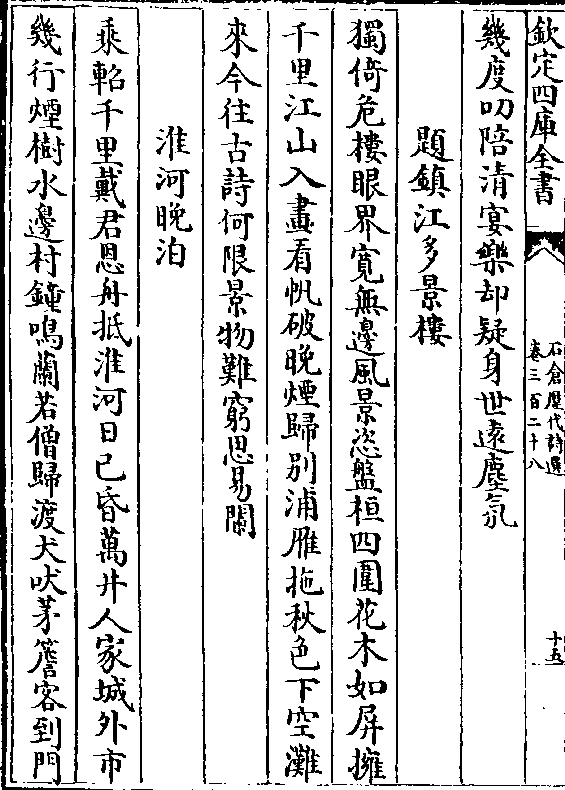 欽定四庫全書
石倉歷代詩選
卷三百二十八
十五
幾度叨陪清宴樂却疑身世逺塵氛
題鎮江多景樓
獨倚危樓眼界寛無邊風景恣盤桓四圍花木如屏擁
千里江山入畫看帆破晚煙歸别浦雁拖秋色下空灘
來今往古詩何限景物難窮思易闌
淮河晚泊
乘軺千里戴君恩舟抵淮河日已昏萬井人家城外市
幾行煙樹水邊村鐘鳴蘭若僧歸渡犬吠茅簷客到門